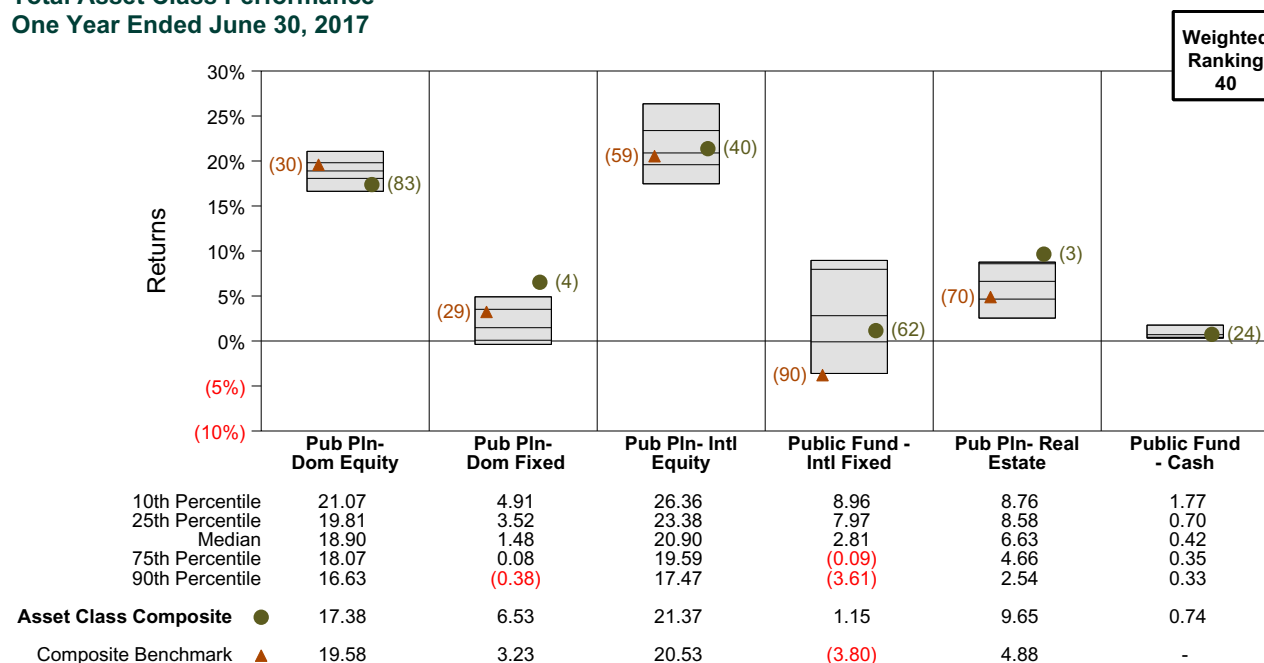 Total Asset Class Performance
One Year Ended June 30, 2017
Weighted
Ranking
40
Returns
30%
25%
20%
15%
10%
5%
0%
(5%)
(10%)
(30) (83)
(29) (4)
(59) (40)
(90) (62)
(70) (3)
(24)
Pub Pln- Dom Equity
Pub Pln- Dom Fixed
Pub Pln- Intl Equity
Public Fund - Intl Fixed
Pub Pln- Real Estate
Public Fund - Cash
10th Percentile 21.07 4.91 26.36 8.96 8.76 1.77
25th Percentile 19.81 3.52 23.38 7.97 8.58 0.70
Median 18.90 1.48 20.90 2.81 6.63 0.42
75th Percentile 18.07 0.08 19.59 (0.09) 4.66 0.35
90th Percentile 16.63 (0.38) 17.47 (3.61) 2.54 0.33
Asset Class Composite 17.38 6.53 21.37 1.15 9.65 0.74
Composite Benchmark 19.58 3.23 20.53 (3.80) 4.88 -